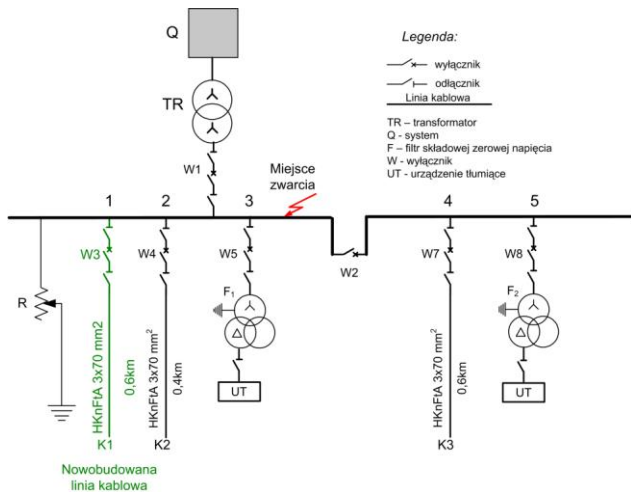 Q
Legenda:
wyłącznik
odłącznik
Linia kablowa
TR – transformator
Q - system
F – filtr składowej zerowej napięcia
W - wyłącznik
UT - urządzenie tłumiące
TR
W1
Miejsce
zwarcia
1
2
3
4
5
W3
W4
W5
W2
W7
W8
R
F1
F2
HKnFtA 3x70 mm2
0,6km
HKnFtA 3x70 mm²
0,4km
HKnFtA 3x70 mm²
0,6km
UT
UT
K1
K2
K3
Nowobudowana
linia kablowa